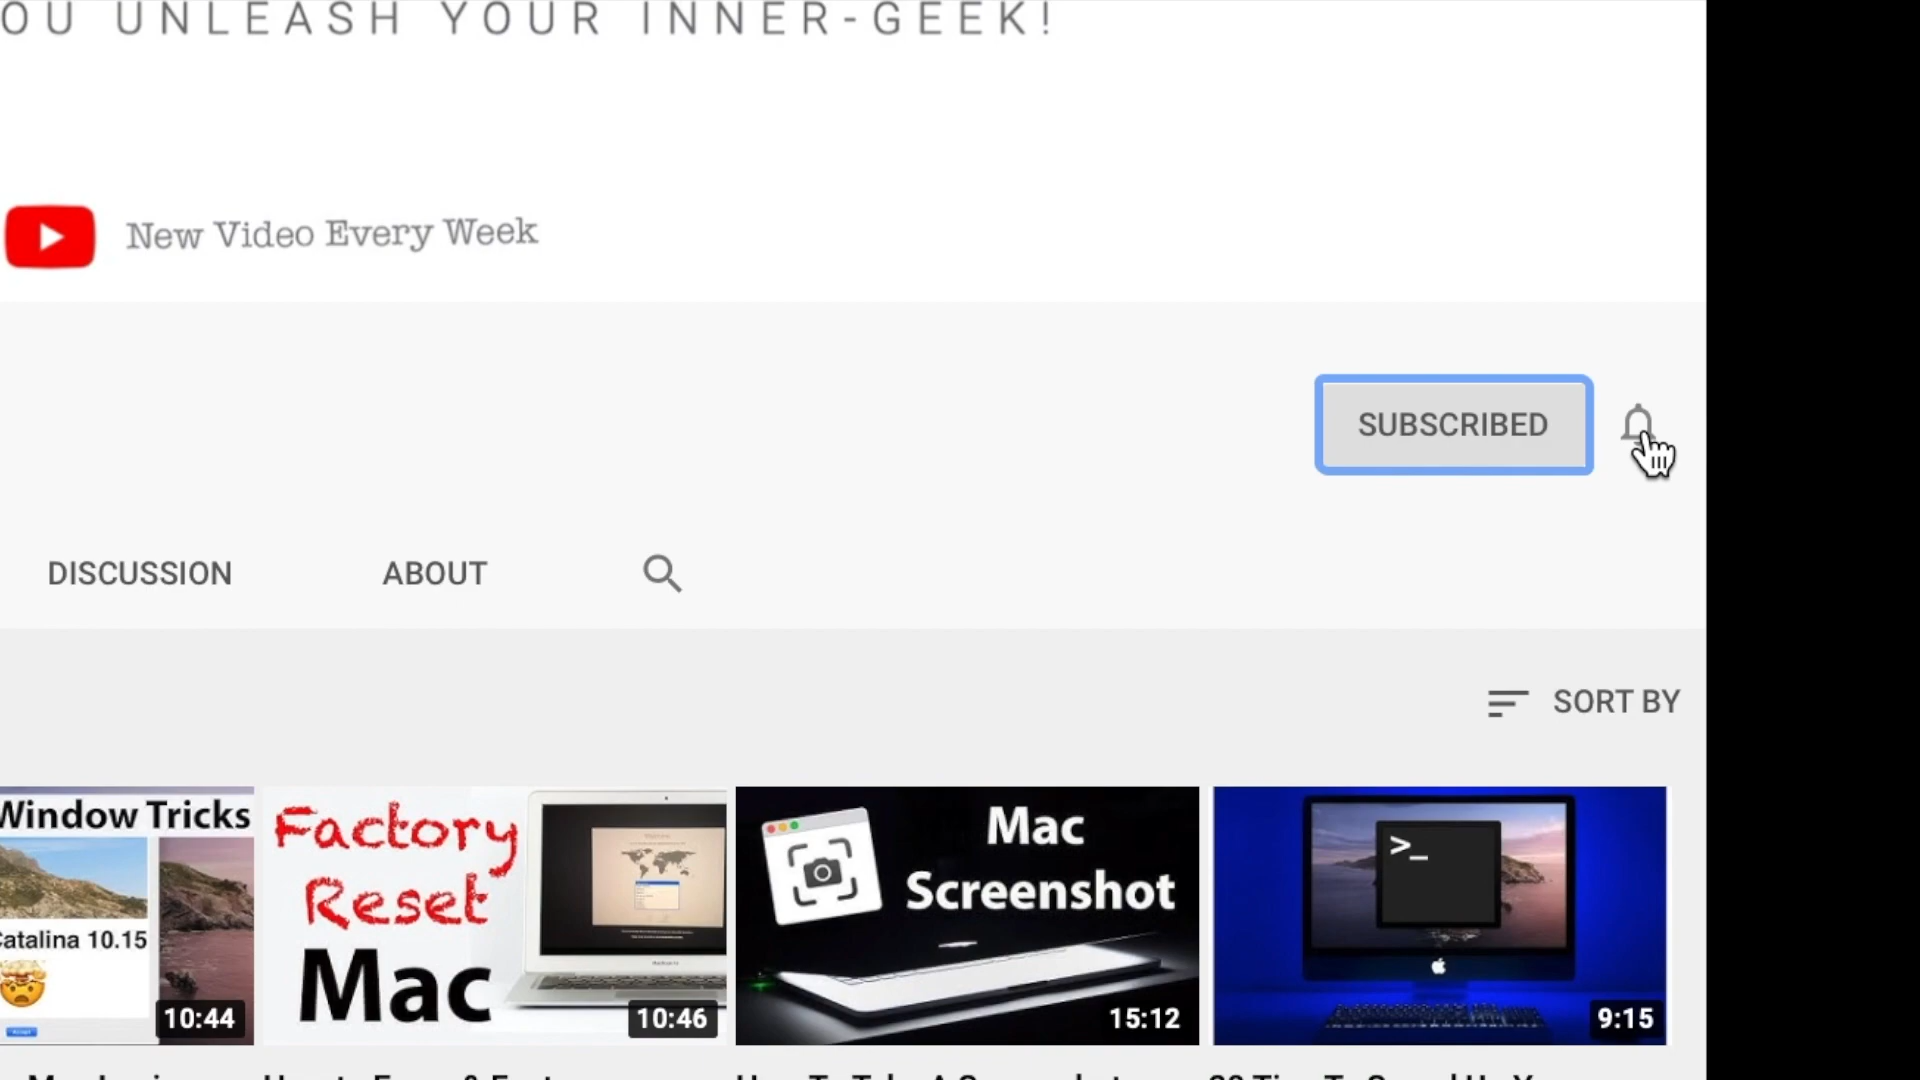 OU UNLEASH YOUR INNER-GEEK!
New Video Every Week
SUBSCRIBED
DISCUSSION ABOUT
SORT BY
Window Tricks
Catalina 10.15
10:44
Factory
Reset
Mac
10:46
Mac
Screenshot
15:12
>_
9:15